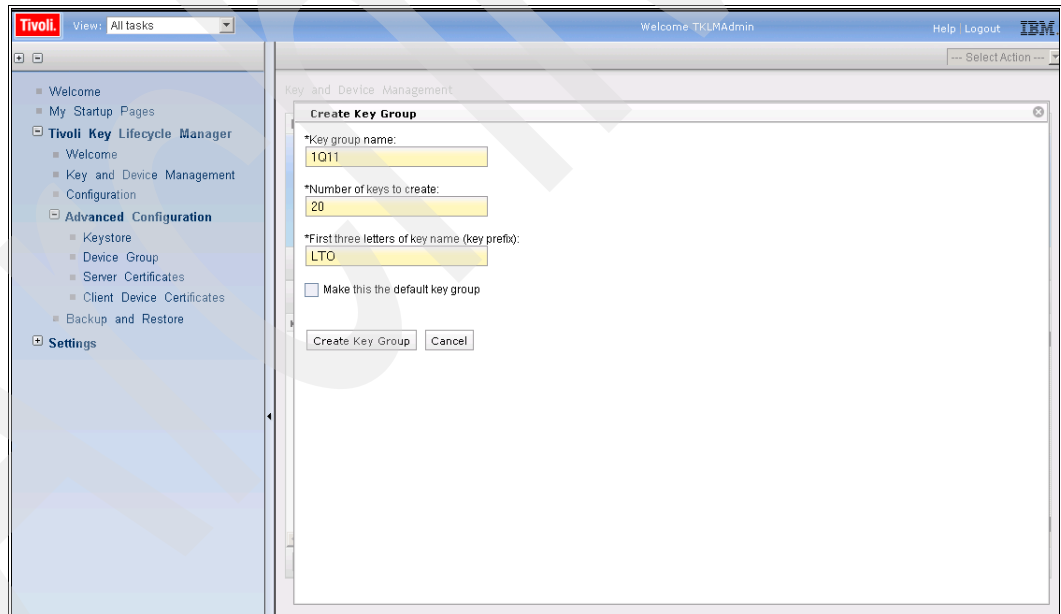 Tivoli. View: All tasks Welcome TKLMAdmin Help | Logout IBM.
--- Select Action ---
Welcome
My Startup Pages
Tivoli Key Lifecycle Manager
Welcome
Key and Device Management
Configuration
Advanced Configuration
Keystore
Device Group
Server Certificates
Client Device Certificates
Backup and Restore
Settings
Key and Device Management
Create Key Group
*Key group name:
1Q11
*Number of keys to create:
20
*First three letters of key name (key prefix):
LTO
Make this the default key group
Create Key Group Cancel